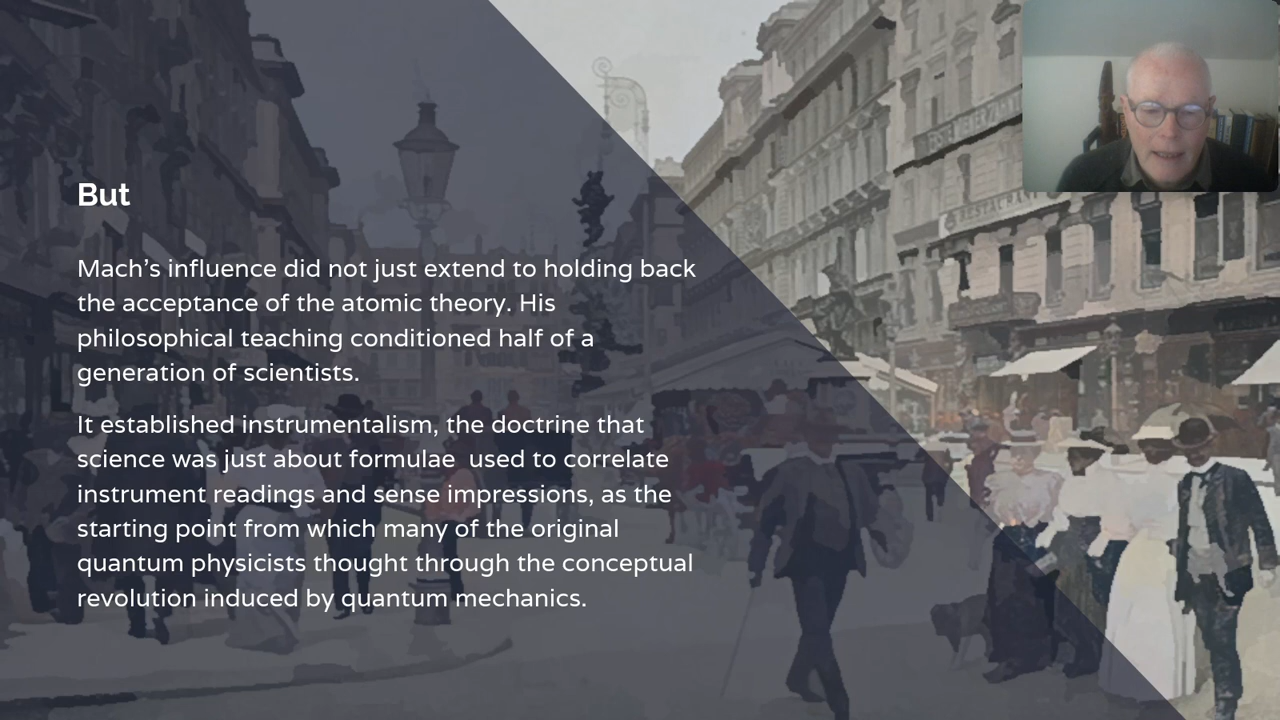 But
Mach's influence did not just extend to holding back
the acceptance of the atomic theory. His
philosophical teaching conditioned half of a
generation of scientists.
It established instrumentalism, the doctrine that
science was just about formulae  used to correlate
instrument readings and sense impressions, as the
starting point from which many of the original
quantum physicists thought through the conceptual
revolution induced by quantum mechanics.
RESTAURANT